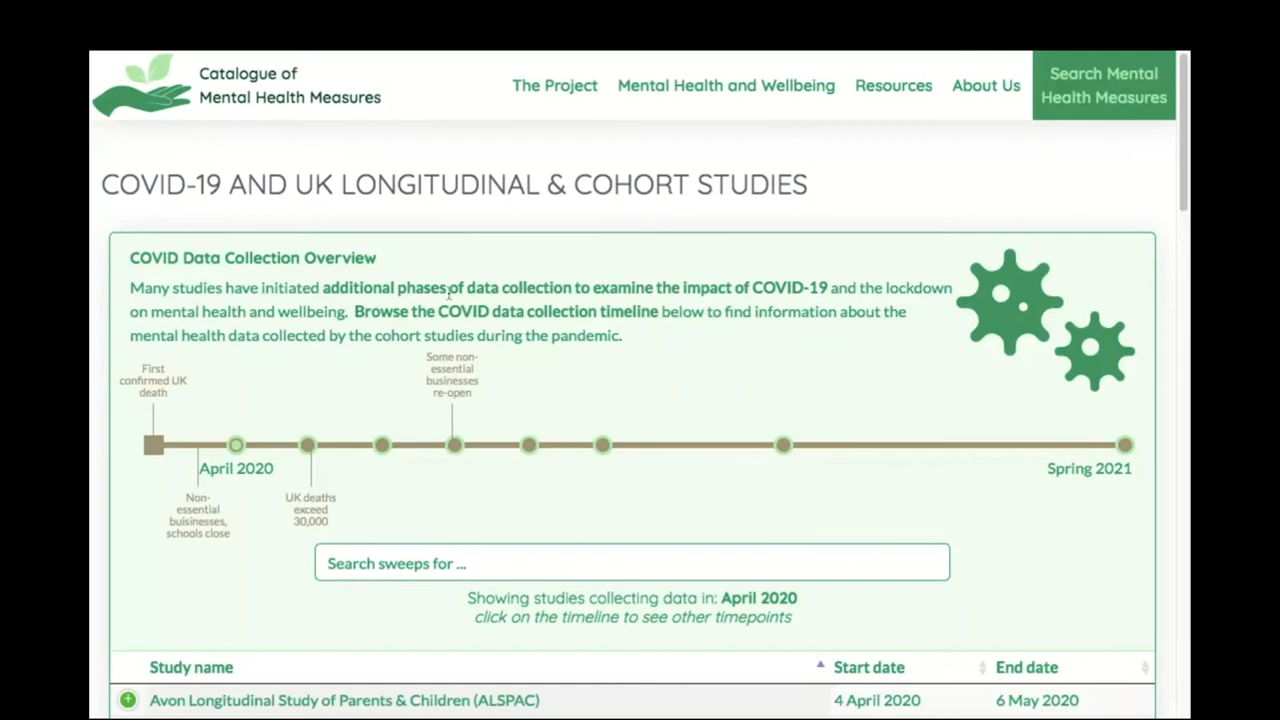 Catalogue of
Mental Health Measures
The Project
Mental Health and Wellbeing
Resources
About Us
Search Mental
Health Measures
COVID-19 AND UK LONGITUDINAL & COHORT STUDIES
COVID Data Collection Overview
Many studies have initiated additional phases of data collection to examine the impact of COVID-19 and the lockdown
on mental health and wellbeing. Browse the COVID data collection timeline below to find information about the
mental health data collected by the cohort studies during the pandemic.
First
confirmed UK
death
Some non-
essential
businesses
re-open
April 2020
Spring 2021
Non-
essential
buisinesses,
schools close
UK deaths
exceed
30,000
Search sweeps for ...
Showing studies collecting data in: April 2020
click on the timeline to see other timepoints
Study name Start date End date
Avon Longitudinal Study of Parents & Children (ALSPAC) 4 April 2020 6 May 2020